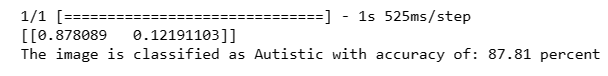 1/1 [==============================] - 1s 525ms/step
[[0.878089   0.12191103]]
The image is classified as Autistic with accuracy of: 87.81 percent